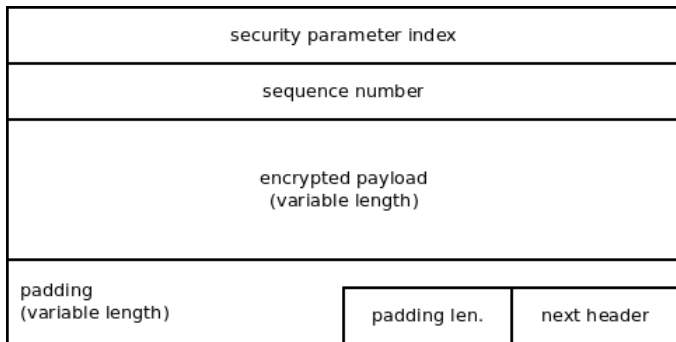 security parameter index
sequence number
encrypted payload
(variable length)
padding
(variable length)
padding len.
next header